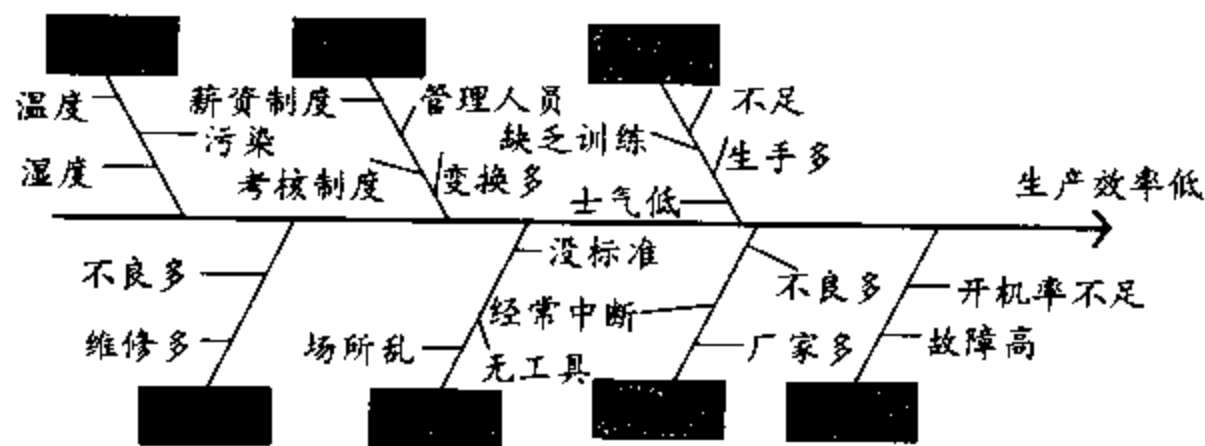 温度
污染
湿度
薪资制度
管理人员
考核制度
变换多
不足
缺乏训练
生手多
士气低
生产效率低
不良多
维修多
没标准
场所乱
无工具
经常中断
不良多
厂家多
开机率不足
故障高